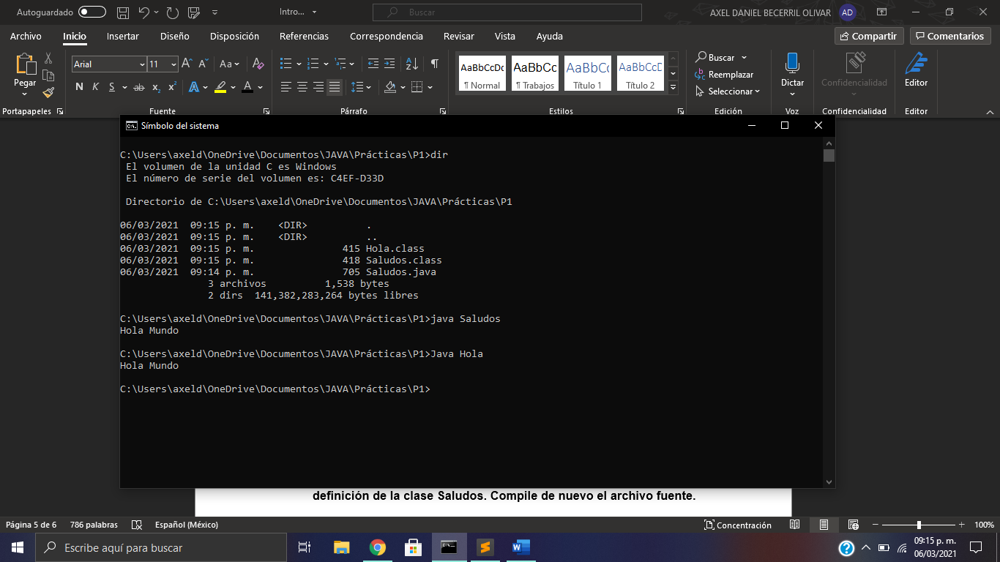 Autoguardado Intro... Buscar AXEL DANIEL BECERRIL OLIVAR AD
Archivo Inicio Insertar Diseño Disposición Referencias Correspondencia Revisar Vista Ayuda Compartir Comentarios
Pegar
Portapapeles
Arial 11 A A Aa A
N K S ab x₂ x² A A
Fuente
Párrafo
AaBbCcDc AaBbCc AaBbCc AaBbCcD
¶ Normal ¶ Trabajos Título 1 Título 2
Estilos
Buscar
Reemplazar
Seleccionar
Edición
Dictar
Voz
Confidencialidad
Confidencialidad
Editor
Editor
Símbolo del sistema
C:\Users\axeld\OneDrive\Documentos\JAVA\Prácticas\P1>dir
El volumen de la unidad C es Windows
El número de serie del volumen es: C4EF-D33D
Directorio de C:\Users\axeld\OneDrive\Documentos\JAVA\Prácticas\P1
06/03/2021 09:15 p. m. <DIR> .
06/03/2021 09:15 p. m. <DIR> ..
06/03/2021 09:15 p. m. 415 Hola.class
06/03/2021 09:15 p. m. 418 Saludos.class
06/03/2021 09:14 p. m. 705 Saludos.java
3 archivos 1,538 bytes
2 dirs 141,382,283,264 bytes libres
C:\Users\axeld\OneDrive\Documentos\JAVA\Prácticas\P1>java Saludos
Hola Mundo
C:\Users\axeld\OneDrive\Documentos\JAVA\Prácticas\P1>Java Hola
Hola Mundo
C:\Users\axeld\OneDrive\Documentos\JAVA\Prácticas\P1>
definición de la clase Saludos. Compile de nuevo el archivo fuente.
Página 5 de 6 786 palabras Español (México) Concentración 100%
Escribe aquí para buscar
09:15 p. m.
06/03/2021